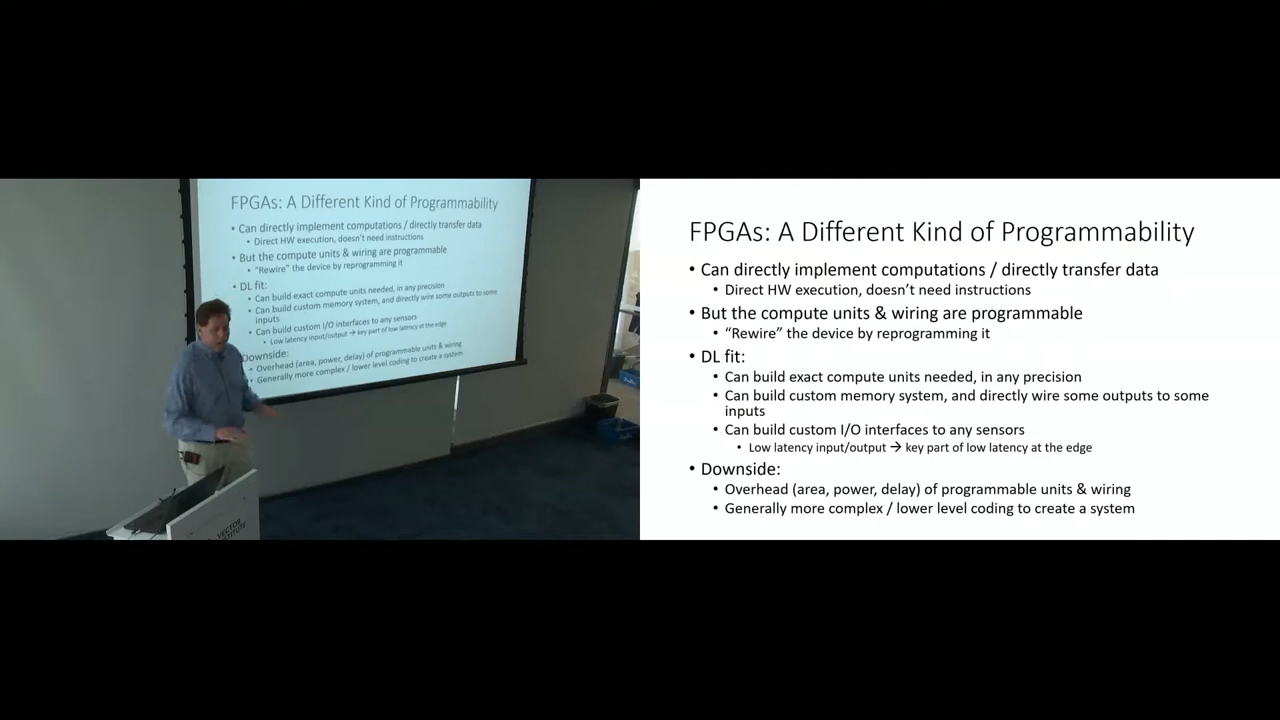 FPGAs: A Different Kind of Programmability
• Can directly implement computations / directly transfer data
• Direct HW execution, doesn't need instructions
• But the compute units & wiring are programmable
• "Rewire" the device by reprogramming it
• DL fit:
• Can build exact compute units needed, in any precision
• Can build custom memory system, and directly wire some outputs to some
inputs
• Can build custom I/O interfaces to any sensors
• Low latency input/output → key part of low latency at the edge
Downside:
• Overhead (area, power, delay) of programmable units & wiring
• Generally more complex / lower level coding to create a system
VECTOR
INSTITUTE
FPGAs: A Different Kind of Programmability
• Can directly implement computations / directly transfer data
• Direct HW execution, doesn’t need instructions
• But the compute units & wiring are programmable
• “Rewire” the device by reprogramming it
• DL fit:
• Can build exact compute units needed, in any precision
• Can build custom memory system, and directly wire some outputs to some
inputs
• Can build custom I/O interfaces to any sensors
• Low latency input/output → key part of low latency at the edge
• Downside:
• Overhead (area, power, delay) of programmable units & wiring
• Generally more complex / lower level coding to create a system